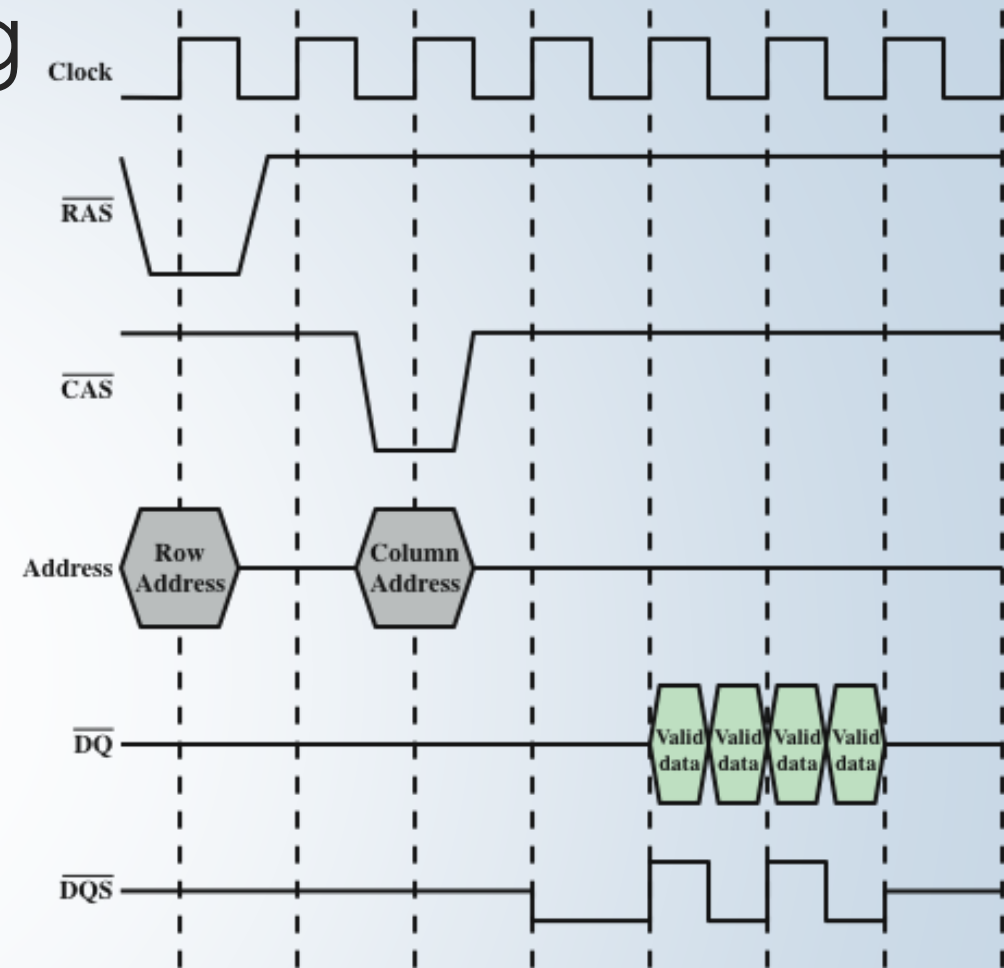 g
Clock
RAS
CAS
Row
Address
Column
Address
Address
DQ
Valid
data
Valid
data
Valid
data
Valid
data
DQS